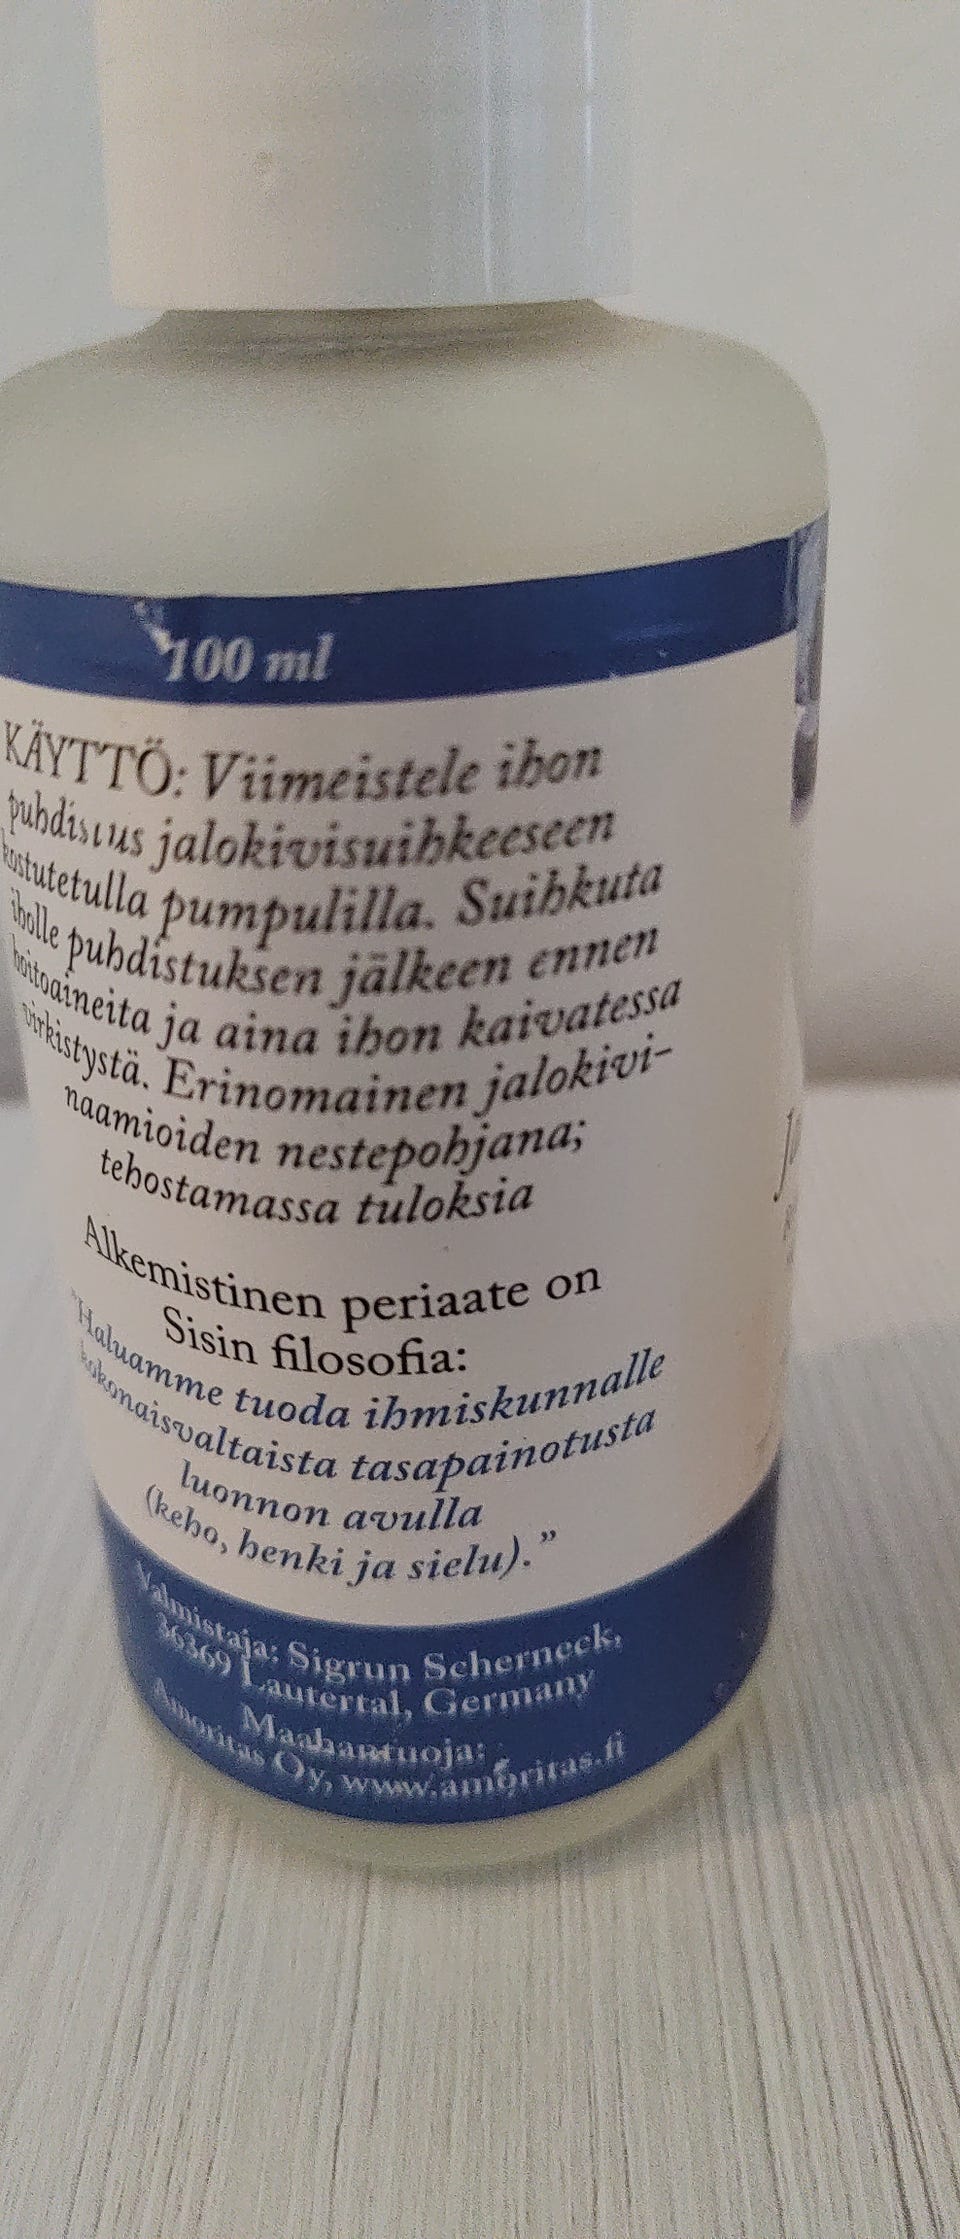 100 ml
KÄYTTÖ: Viimeistele ihon
puhdistus jalokivisuihkeeseen
kostutetulla pumpulilla. Suihkuta
iholle puhdistuksen jälkeen ennen
hoitoaineita ja aina ihon kaivatessa
virkistystä. Erinomainen jalokivi-
naamioiden nestepohjana;
tehostamassa tuloksia
Alkemistinen periaate on
Sisin filosofia:
"Haluamme tuoda ihmiskunnalle
kokonaisvaltaista tasapainotusta
luonnon avulla
(keho, henki ja sielu)."
Valmistaja: Sigrun Scherneck,
36369 Lautertal, Germany
Maahantuoja:
Amoritas Oy, www.amoritas.fi